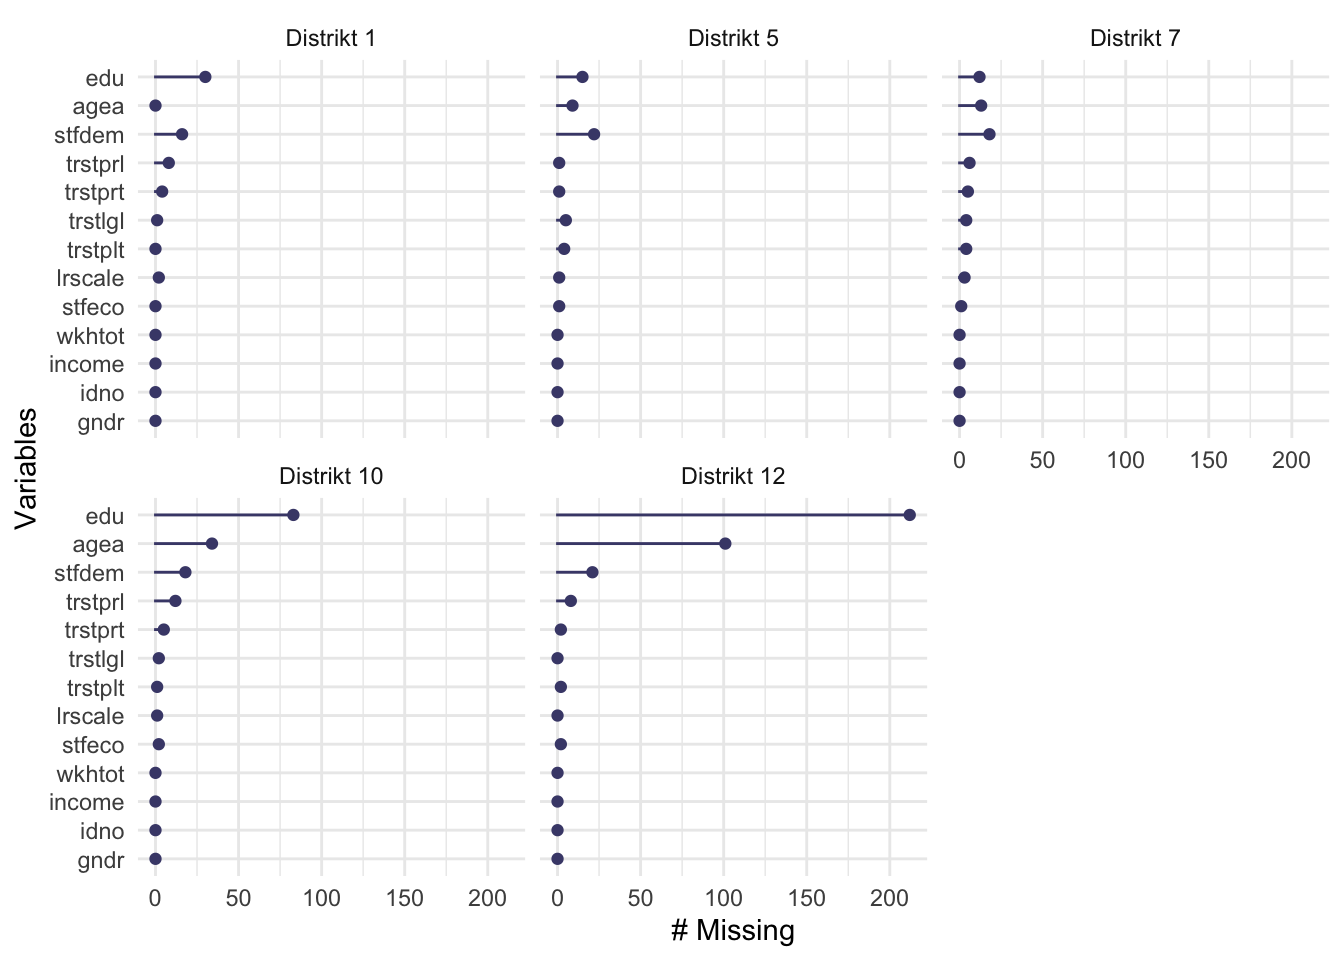 Distrikt 1
Distrikt 5
Distrikt 7
edu
agea
stfdem
trstprl
trstprt
trstlgl
trstplt
lrscale
stfeco
wkhtot
income
idno
gndr
0 50 100 150 200
Variables
Distrikt 10
Distrikt 12
edu
agea
stfdem
trstprl
trstprt
trstlgl
trstplt
lrscale
stfeco
wkhtot
income
idno
gndr
0 50 100 150 200
0 50 100 150 200
# Missing